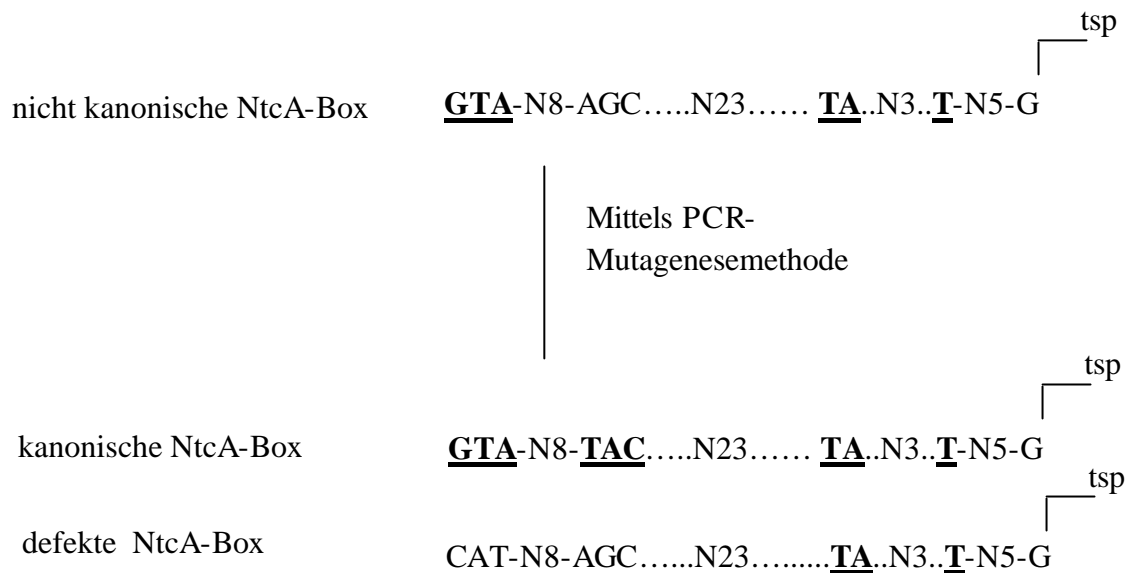 tsp
nicht kanonische NtcA-Box GTA-N8-AGC…..N23…… TA..N3..T-N5-G
Mittels PCR-
Mutagenesemethode
tsp
kanonische NtcA-Box GTA-N8-TAC…..N23…… TA..N3..T-N5-G
tsp
defekte NtcA-Box CAT-N8-AGC…..N23…......TA..N3..T-N5-G